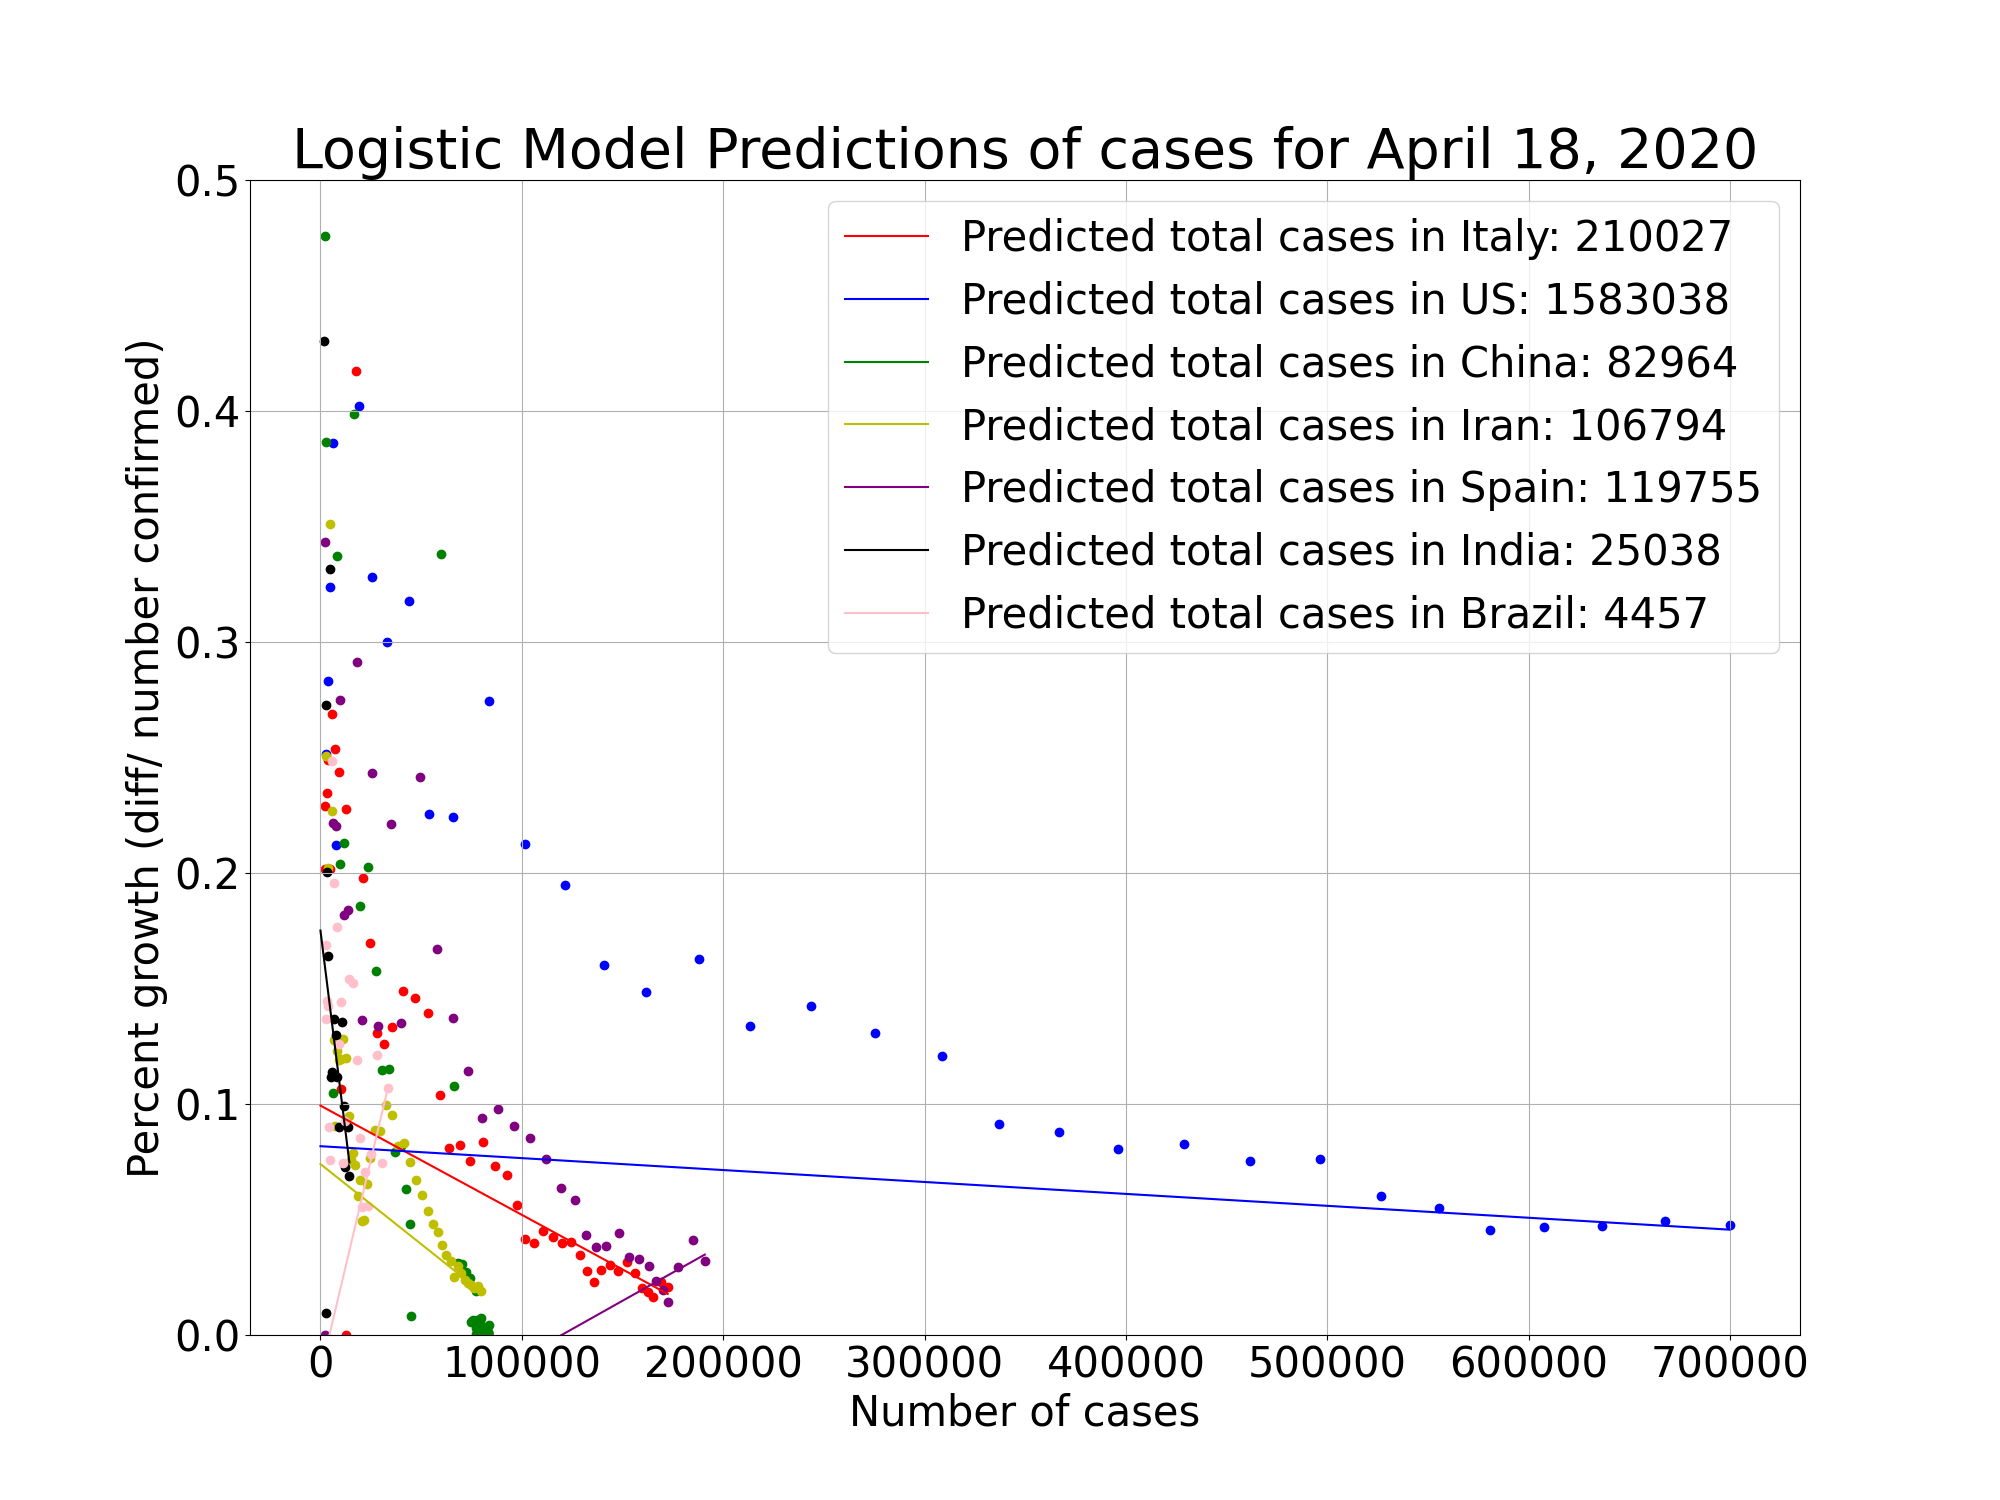 Logistic Model Predictions of cases for April 18, 2020
0.5
0.4
0.3
0.2
0.1
0.0
Percent growth (diff/ number confirmed)
Predicted total cases in Italy: 210027
Predicted total cases in US: 1583038
Predicted total cases in China: 82964
Predicted total cases in Iran: 106794
Predicted total cases in Spain: 119755
Predicted total cases in India: 25038
Predicted total cases in Brazil: 4457
0 100000 200000 300000 400000 500000 600000 700000
Number of cases